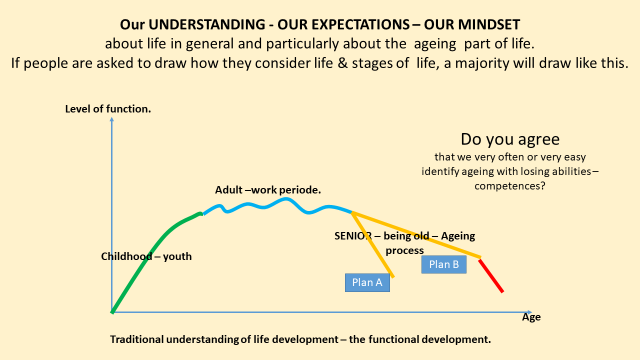 Our UNDERSTANDING - OUR EXPECTATIONS – OUR MINDSET
about life in general and particularly about the ageing part of life.
If people are asked to draw how they consider life & stages of life, a majority will draw like this.
Level of function.
Do you agree
that we very often or very easy
identify ageing with losing abilities –
competences?
Adult –work periode.
SENIOR – being old – Ageing
process
Childhood – youth
Plan B
Plan A
Age
Traditional understanding of life development – the functional development.